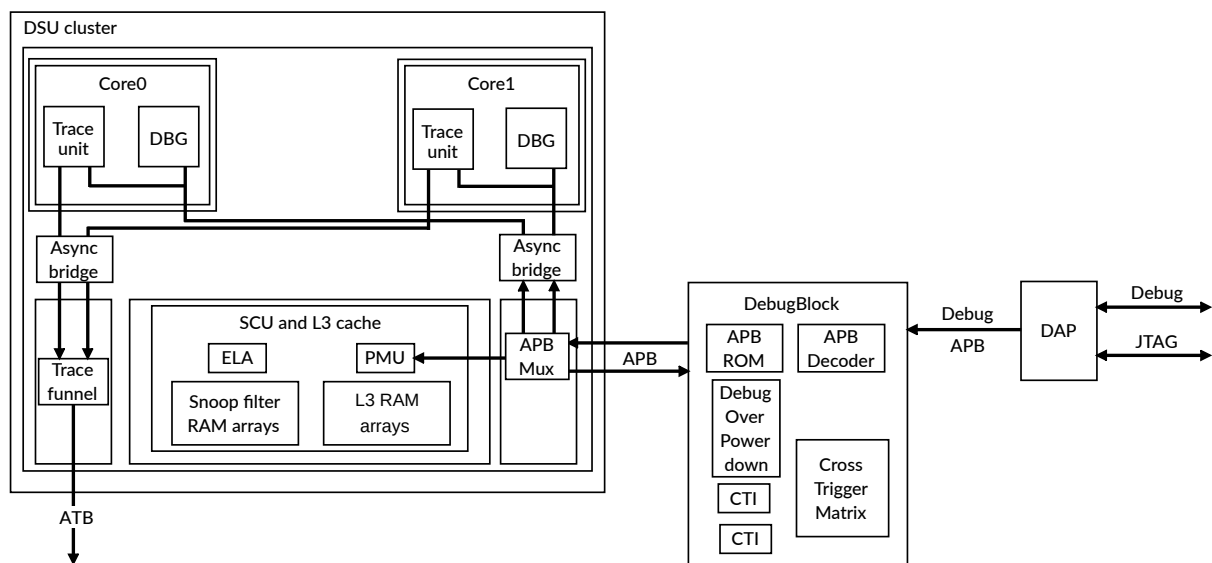 DSU cluster
Core0
Trace
unit
DBG
Core1
Trace
unit
DBG
Async
bridge
Async
bridge
SCU and L3 cache
ELA
PMU
Snoop filter
RAM arrays
L3 RAM
arrays
Trace
funnel
APB
Mux
ATB
APB
DebugBlock
APB
ROM
APB
Decoder
Debug
Over
Power
down
Cross
Trigger
Matrix
CTI
CTI
Debug
APB
DAP
Debug
JTAG